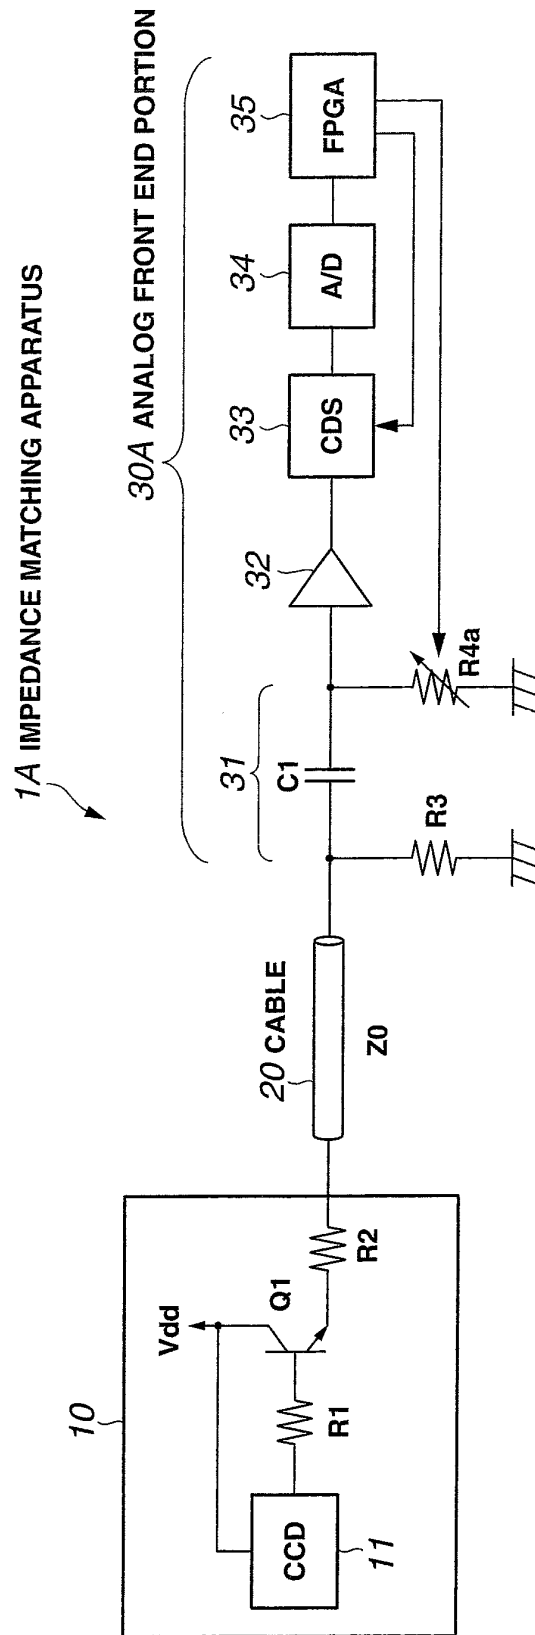 1A IMPEDANCE MATCHING APPARATUS
30A ANALOG FRONT END PORTION
10
Vdd
Q1
CCD
11
R1
R2
20 CABLE
Z0
31
C1
R3
R4a
32
33
CDS
34
A/D
35
FPGA